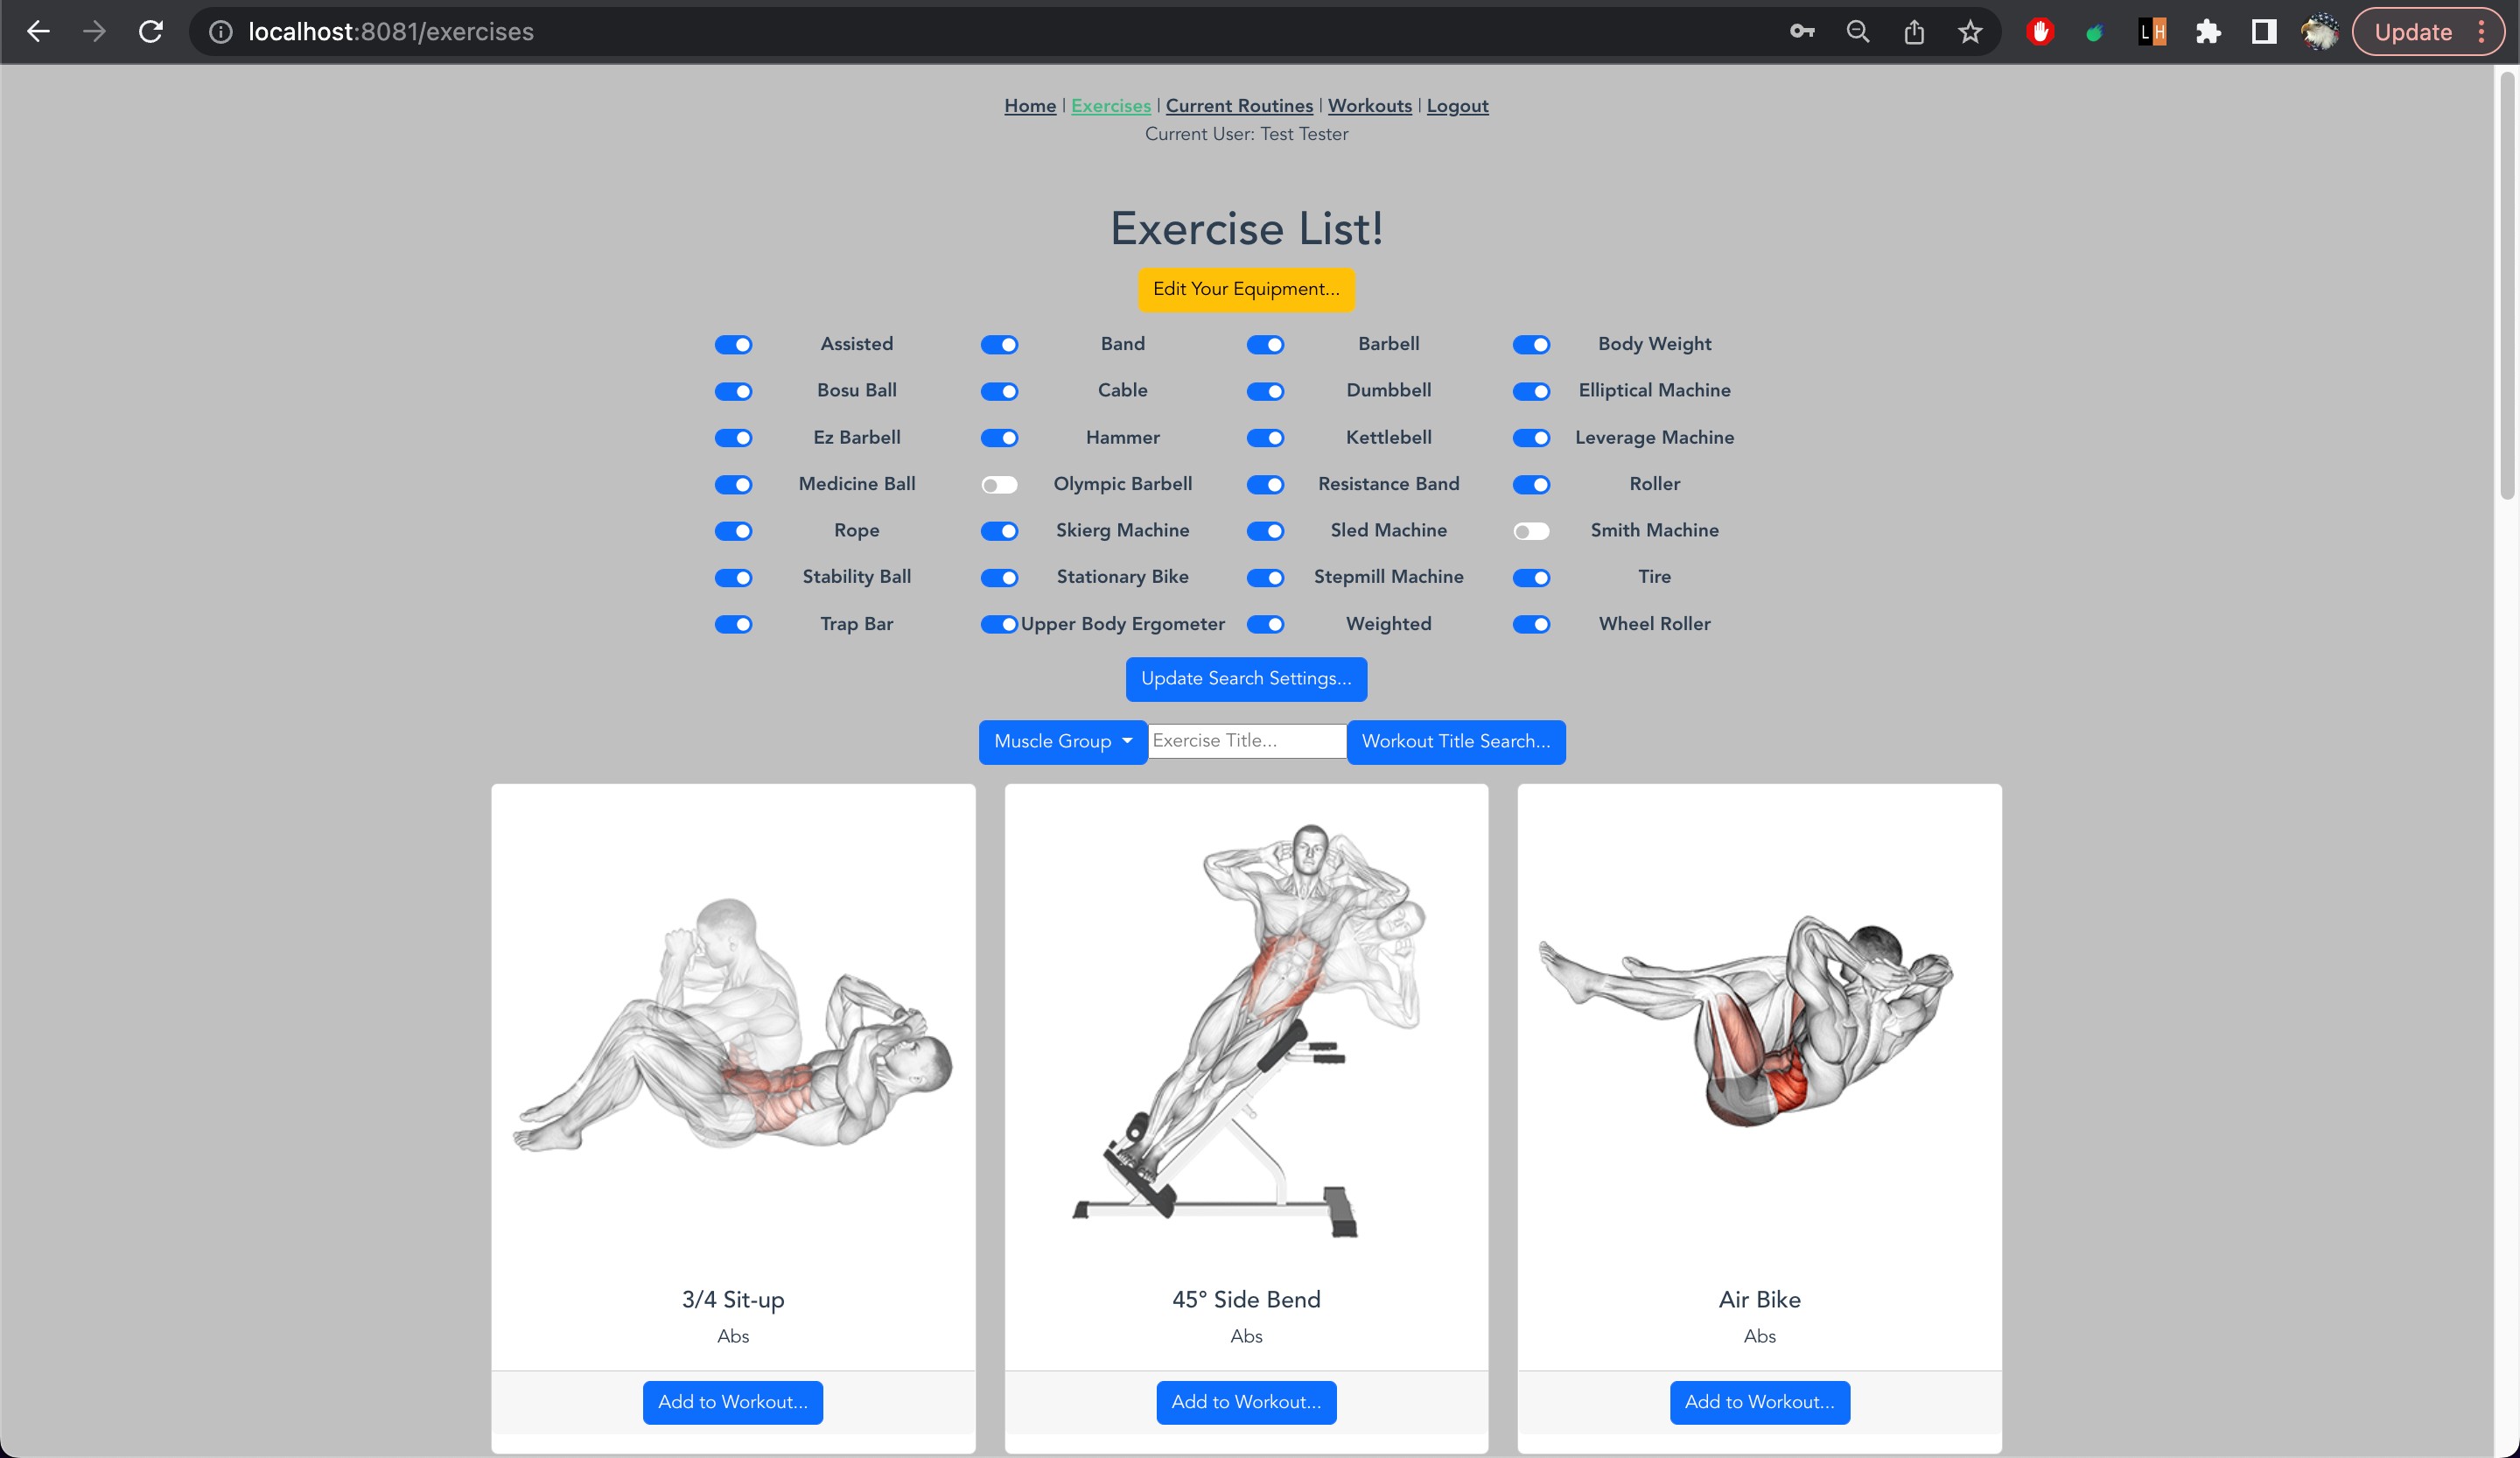 localhost:8081/exercises
Update
Home | Exercises | Current Routines | Workouts | Logout
Current User: Test Tester
Exercise List!
Edit Your Equipment...
Assisted Band Barbell Body Weight
Bosu Ball Cable Dumbbell Elliptical Machine
Ez Barbell Hammer Kettlebell Leverage Machine
Medicine Ball Olympic Barbell Resistance Band Roller
Rope Skierg Machine Sled Machine Smith Machine
Stability Ball Stationary Bike Stepmill Machine Tire
Trap Bar Upper Body Ergometer Weighted Wheel Roller
Update Search Settings...
Muscle Group Exercise Title... Workout Title Search...
3/4 Sit-up
Abs
Add to Workout...
45° Side Bend
Abs
Add to Workout...
Air Bike
Abs
Add to Workout...